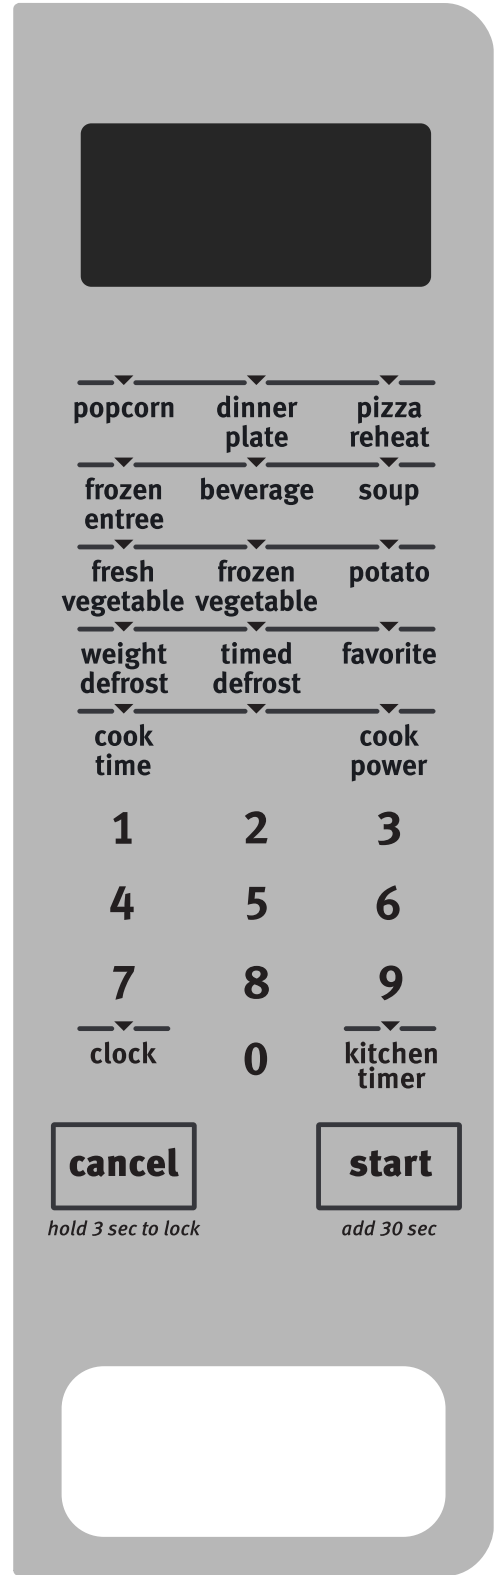 popcorn dinner plate pizza reheat
frozen entree beverage soup
fresh vegetable frozen vegetable potato
weight defrost timed defrost favorite
cook time cook power
1 2 3
4 5 6
7 8 9
clock 0 kitchen timer
cancel start
hold 3 sec to lock add 30 sec